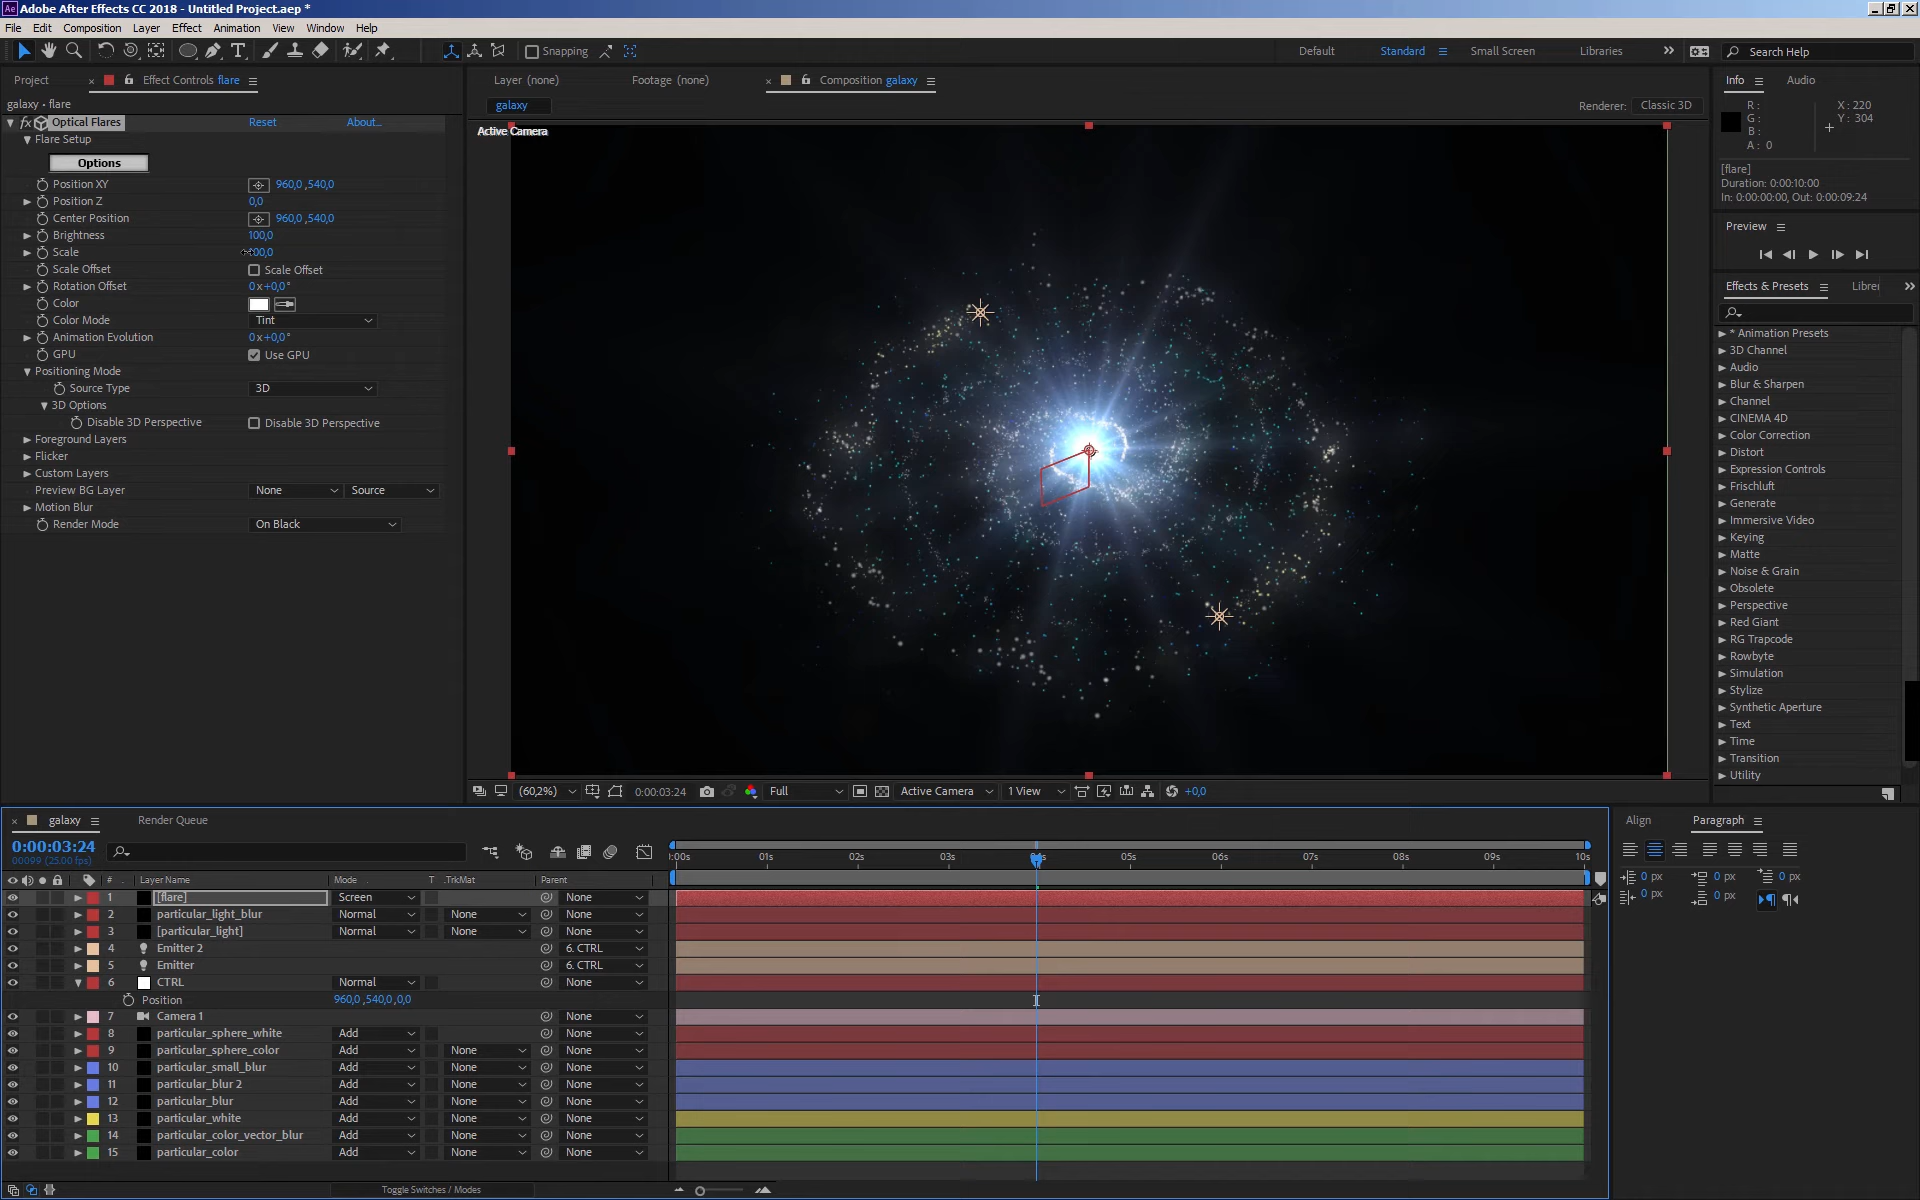 Ae Adobe After Effects CC 2018 - Untitled Project.aep *
File Edit Composition Layer Effect Animation View Window Help
Snapping Default Standard Small Screen Libraries Search Help
Project Effect Controls flare
galaxy • flare
fx Optical Flares Reset About...
Flare Setup
Options
Position XY 960,0 ,540,0
Position Z 0,0
Center Position 960,0 ,540,0
Brightness 100,0
Scale 00,0
Scale Offset Scale Offset
Rotation Offset 0 x +0,0 °
Color
Color Mode Tint
Animation Evolution 0 x +0,0 °
GPU Use GPU
Positioning Mode
Source Type 3D
3D Options
Disable 3D Perspective Disable 3D Perspective
Foreground Layers
Flicker
Custom Layers
Preview BG Layer None Source
Motion Blur
Render Mode On Black
Layer (none) Footage (none) Composition galaxy
galaxy Renderer: Classic 3D
Active Camera
(60,2%) 0:00:03:24 Full Active Camera 1 View +0,0
Info Audio
R : X : 220
G : Y : 304
B :
A : 0
[flare]
Duration: 0:00:10:00
In: 0:00:00:00, Out: 0:00:09:24
Preview
Effects & Presets Librer
* Animation Presets
3D Channel
Audio
Blur & Sharpen
Channel
CINEMA 4D
Color Correction
Distort
Expression Controls
Frischluft
Generate
Immersive Video
Keying
Matte
Noise & Grain
Obsolete
Perspective
Red Giant
RG Trapcode
Rowbyte
Simulation
Stylize
Synthetic Aperture
Text
Time
Transition
Utility
galaxy Render Queue
0:00:03:24
00099 (25.00 fps)
:00s 01s 02s 03s 05s 06s 07s 08s 09s 10s
# Layer Name Mode T .TrkMat Parent
1 [flare] Screen None
2 particular_light_blur Normal None None
3 [particular_light] Normal None None
4 Emitter 2 6. CTRL
5 Emitter 6. CTRL
6 CTRL Normal None
Position 960,0 ,540,0 ,0,0
7 Camera 1 None
8 particular_sphere_white Add None
9 particular_sphere_color Add None None
10 particular_small_blur Add None None
11 particular_blur 2 Add None None
12 particular_blur Add None None
13 particular_white Add None None
14 particular_color_vector_blur Add None None
15 particular_color Add None None
Toggle Switches / Modes
Align Paragraph
0 px 0 px 0 px
0 px 0 px